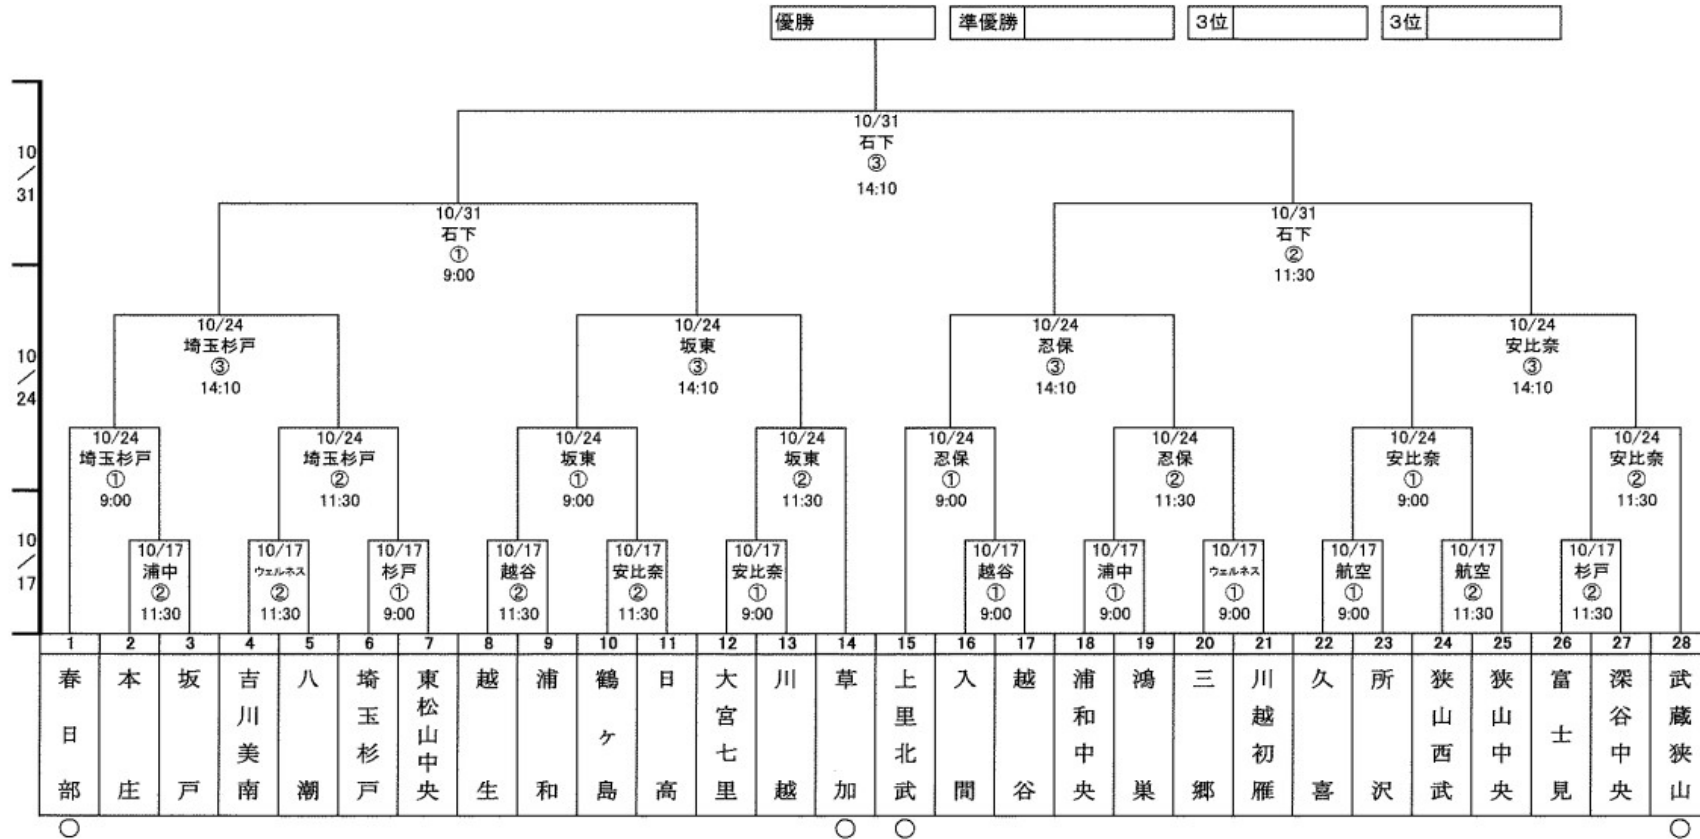 優勝 準優勝 3位 3位
10/31
石下
③
14:10
10/31
石下
①
9:00
10/31
石下
②
11:30
10/24
埼玉杉戸
③
14:10
10/24
坂東
③
14:10
10/24
忍保
③
14:10
10/24
安比奈
③
14:10
10/24
埼玉杉戸
①
9:00
10/24
埼玉杉戸
②
11:30
10/24
坂東
①
9:00
10/24
坂東
②
11:30
10/24
忍保
①
9:00
10/24
忍保
②
11:30
10/24
安比奈
①
9:00
10/24
安比奈
②
11:30
10/17
浦中
②
11:30
10/17
ウェルネス
②
11:30
10/17
杉戸
①
9:00
10/17
越谷
②
11:30
10/17
安比奈
②
11:30
10/17
安比奈
①
9:00
10/17
越谷
①
9:00
10/17
浦中
①
9:00
10/17
ウェルネス
①
9:00
10/17
航空
①
9:00
10/17
航空
②
11:30
10/17
杉戸
②
11:30
10/31
10/24
10/17
1 2 3 4 5 6 7 8 9 10 11 12 13 14 15 16 17 18 19 20 21 22 23 24 25 26 27 28
春日部
本庄
坂戸
吉川美南
八潮
埼玉杉戸
東松山中央
越生
浦和
鶴ヶ島
日高
大宮七里
川越
草加
上里北武
入間
越谷
浦和中央
鴻巣
三郷
川越初雁
久喜
所沢
狭山西武
狭山中央
富士見
深谷中央
武蔵狭山
○ ○ ○ ○